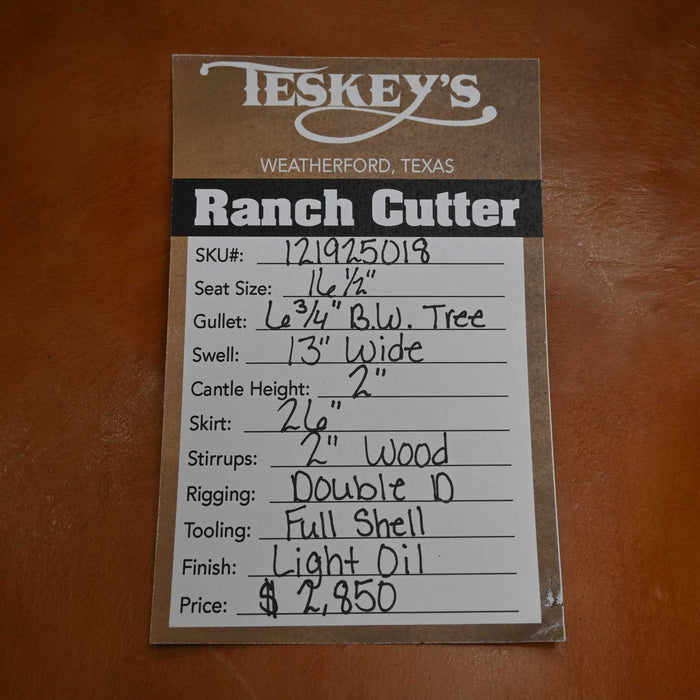 TESKEY'S
WEATHERFORD, TEXAS
Ranch Cutter
SKU#: 121925018
Seat Size: 16 1/2"
Gullet: 6 3/4" B.W. Tree
Swell: 13" Wide
Cantle Height: 2"
Skirt: 26"
Stirrups: 2" Wood
Rigging: Double D
Tooling: Full Shell
Finish: Light Oil
Price: $ 2,850